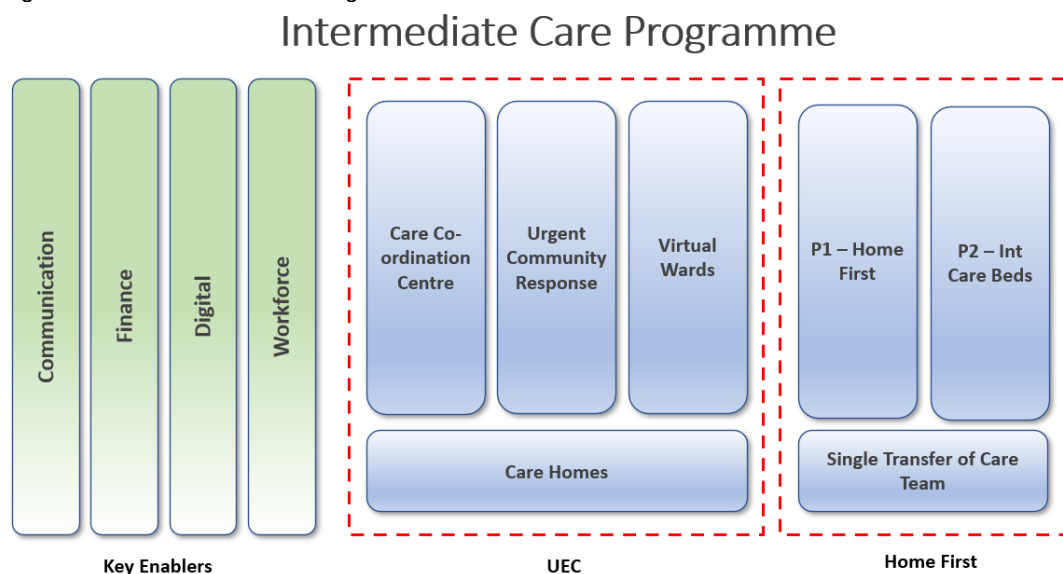 Intermediate Care Programme
Communication
Finance
Digital
Workforce
Care Co-
ordination
Centre
Urgent
Community
Response
Virtual
Wards
Care Homes
P1 – Home
First
P2 – Int
Care Beds
Single Transfer of Care
Team
Key Enablers
UEC
Home First